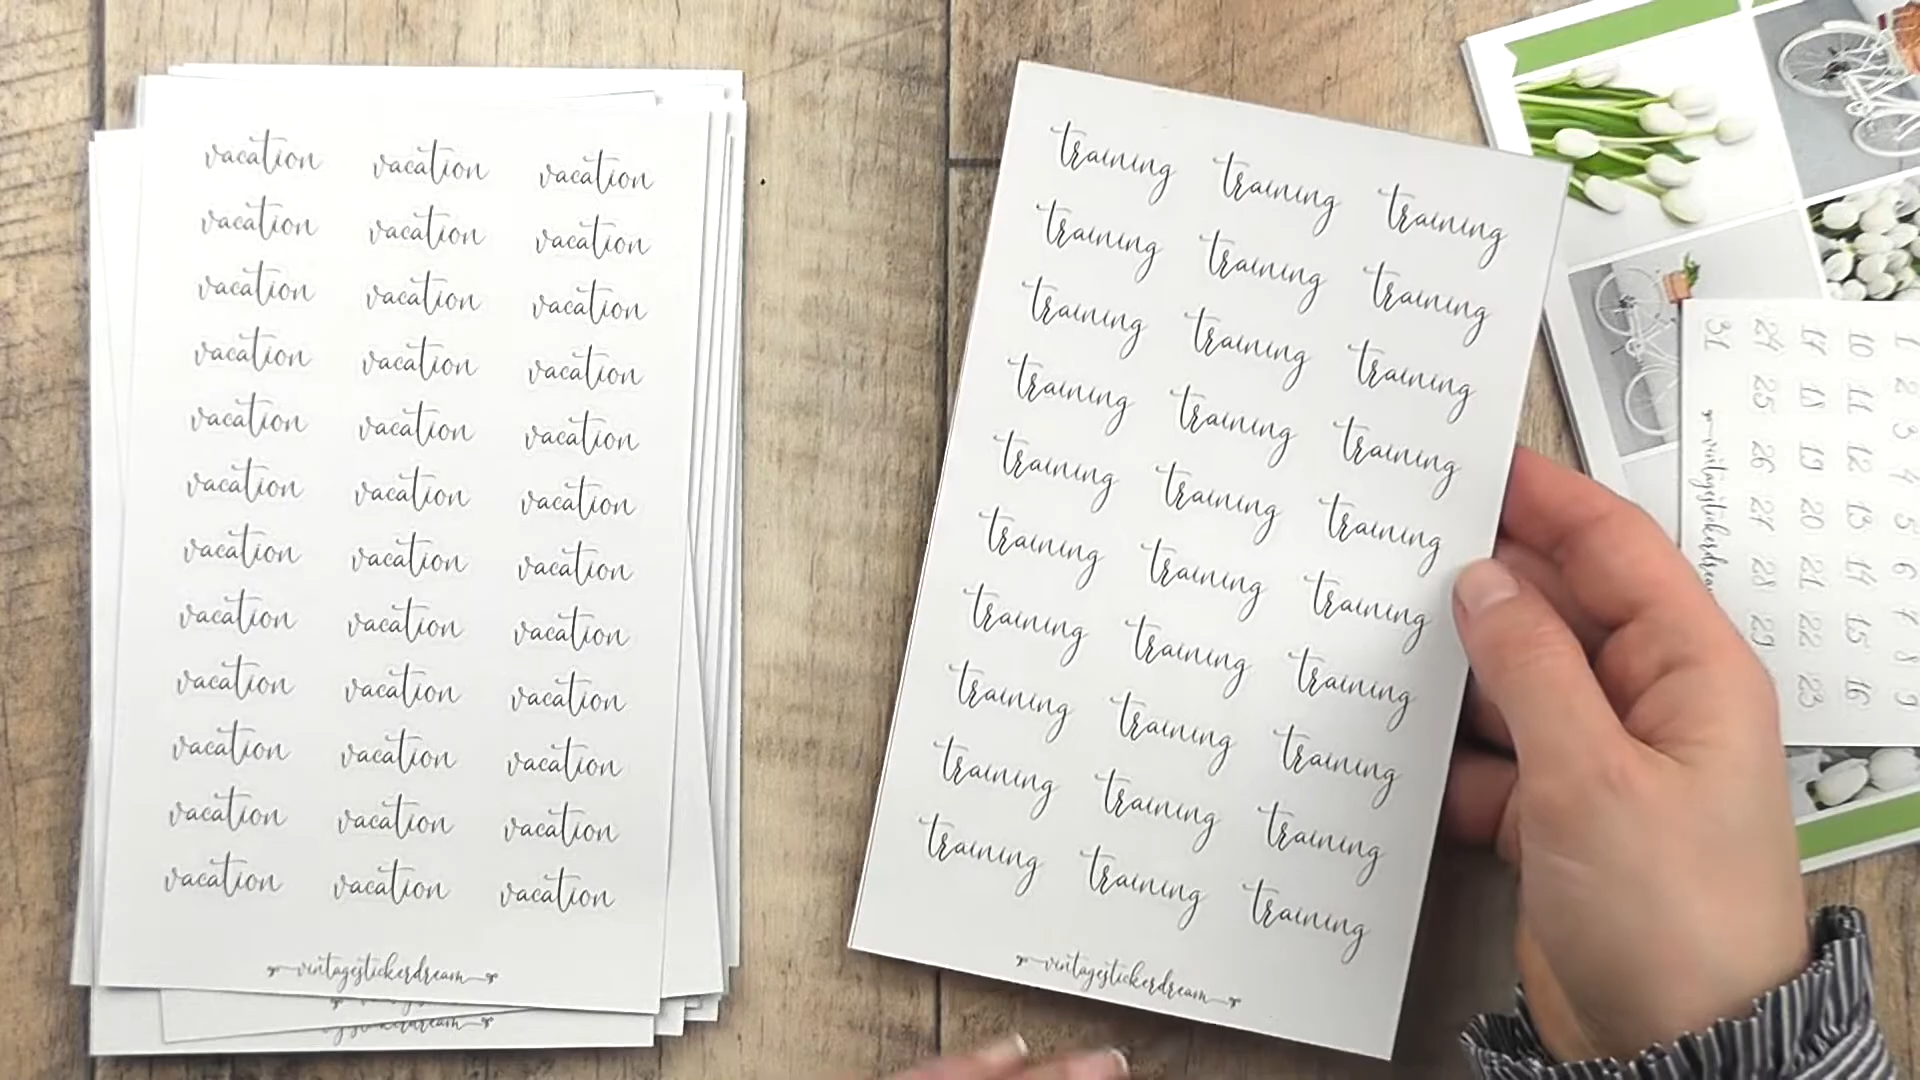 vacation vacation vacation
vacation vacation vacation
vacation vacation vacation
vacation vacation vacation
vacation vacation vacation
vacation vacation vacation
vacation vacation vacation
vacation vacation vacation
vacation vacation vacation
vacation vacation vacation
vacation vacation vacation
vacation vacation vacation
vintagestickerdream
training training training
training training training
training training training
training training training
training training training
training training training
training training training
training training training
training training training
training training training
vintagestickerdream
1 2 3 4 5 6 7 8 9
10 11 12 13 14 15 16
17 18 19 20 21 22 23
24 25 26 27 28 29
31